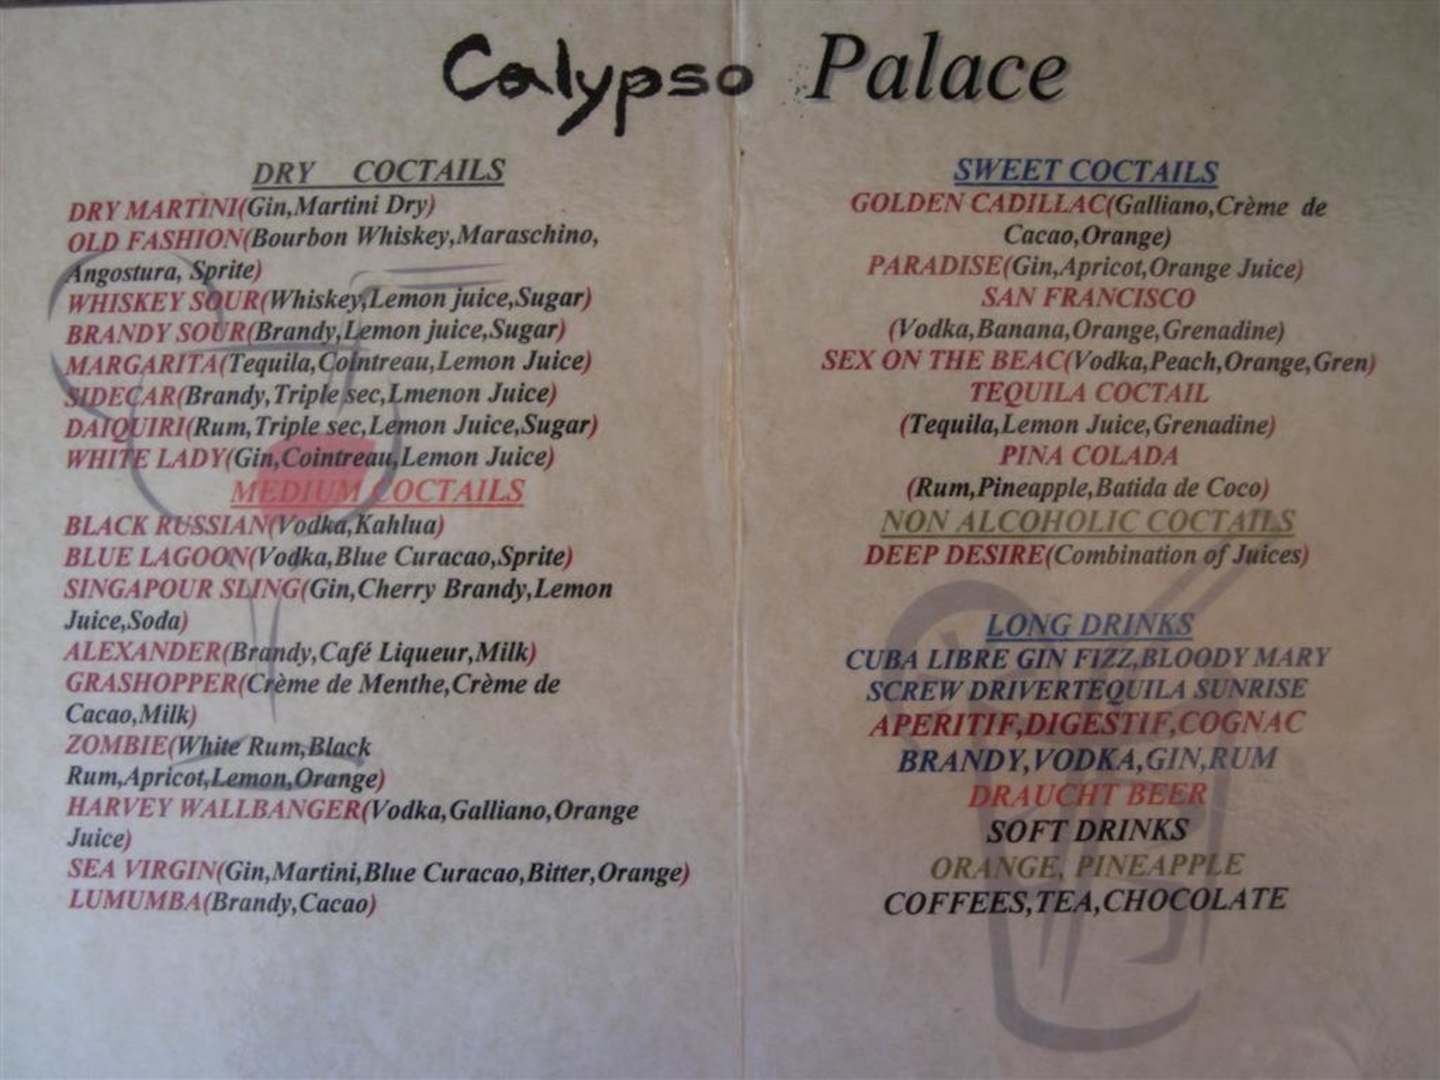 Calypso Palace
DRY COCTAILS
DRY MARTINI(Gin,Martini Dry)
OLD FASHION(Bourbon Whiskey,Maraschino,
Angostura, Sprite)
WHISKEY SOUR(Whiskey,Lemon juice,Sugar)
BRANDY SOUR(Brandy,Lemon juice,Sugar)
MARGARITA(Tequila,Cointreau,Lemon Juice)
SIDECAR(Brandy,Triple sec,Lmenon Juice)
DAIQUIRI(Rum,Triple sec,Lemon Juice,Sugar)
WHITE LADY(Gin,Cointreau,Lemon Juice)
MEDIUM COCTAILS
BLACK RUSSIAN(Vodka,Kahlua)
BLUE LAGOON(Vodka,Blue Curacao,Sprite)
SINGAPOUR SLING(Gin,Cherry Brandy,Lemon
Juice,Soda)
ALEXANDER(Brandy,Café Liqueur,Milk)
GRASHOPPER(Crème de Menthe,Crème de
Cacao,Milk)
ZOMBIE(White Rum,Black
Rum,Apricot,Lemon,Orange)
HARVEY WALLBANGER(Vodka,Galliano,Orange
Juice)
SEA VIRGIN(Gin,Martini,Blue Curacao,Bitter,Orange)
LUMUMBA(Brandy,Cacao)
SWEET COCTAILS
GOLDEN CADILLAC(Galliano,Crème de
Cacao,Orange)
PARADISE(Gin,Apricot,Orange Juice)
SAN FRANCISCO
(Vodka,Banana,Orange,Grenadine)
SEX ON THE BEAC(Vodka,Peach,Orange,Gren)
TEQUILA COCTAIL
(Tequila,Lemon Juice,Grenadine)
PINA COLADA
(Rum,Pineapple,Batida de Coco)
NON ALCOHOLIC COCTAILS
DEEP DESIRE(Combination of Juices)
LONG DRINKS
CUBA LIBRE GIN FIZZ,BLOODY MARY
SCREW DRIVERTEQUILA SUNRISE
APERITIF,DIGESTIF,COGNAC
BRANDY,VODKA,GIN,RUM
DRAUCHT BEER
SOFT DRINKS
ORANGE, PINEAPPLE
COFFEES,TEA,CHOCOLATE